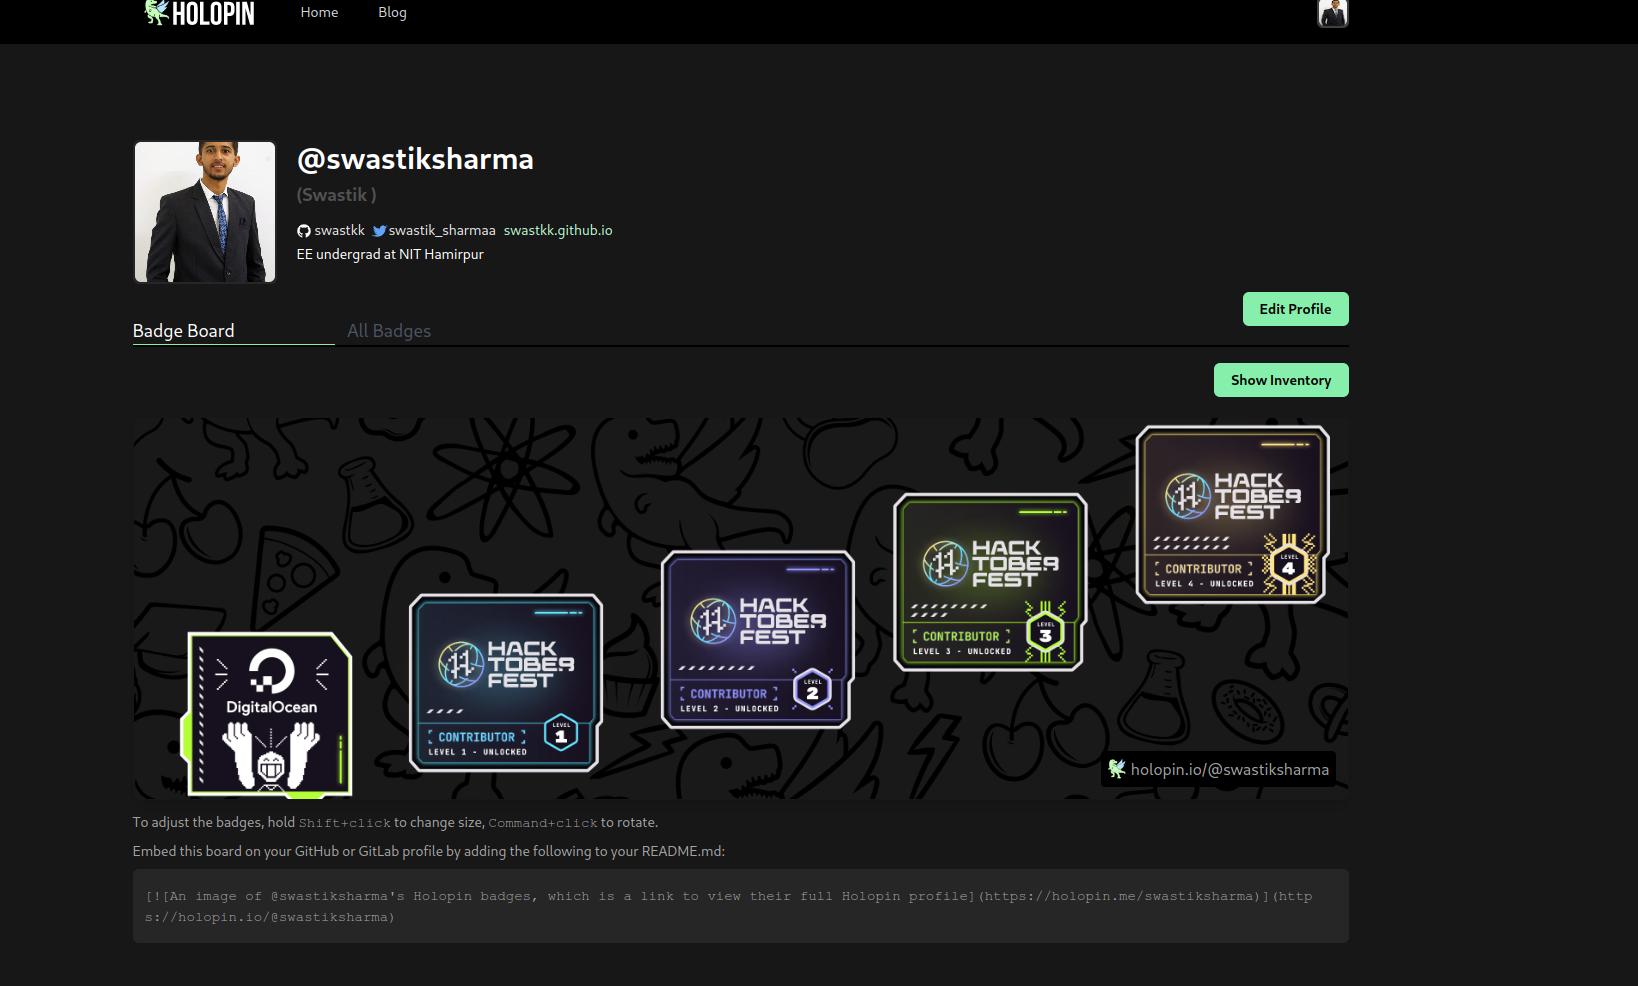 HOLOPIN Home Blog
@swastiksharma
(Swastik )
swastkk swastik_sharmaa swastkk.github.io
EE undergrad at NIT Hamirpur
Edit Profile
Badge Board All Badges
Show Inventory
DigitalOcean
HACK
TOBER
FEST
CONTRIBUTOR
LEVEL 1 - UNLOCKED
LEVEL
1
HACK
TOBER
FEST
CONTRIBUTOR
LEVEL 2 - UNLOCKED
LEVEL
2
HACK
TOBER
FEST
CONTRIBUTOR
LEVEL 3 - UNLOCKED
LEVEL
3
HACK
TOBER
FEST
CONTRIBUTOR
LEVEL 4 - UNLOCKED
LEVEL
4
holopin.io/@swastiksharma
To adjust the badges, hold Shift+click to change size, Command+click to rotate.
Embed this board on your GitHub or GitLab profile by adding the following to your README.md:
[![An image of @swastiksharma's Holopin badges, which is a link to view their full Holopin profile](https://holopin.me/swastiksharma)](http
s://holopin.io/@swastiksharma)